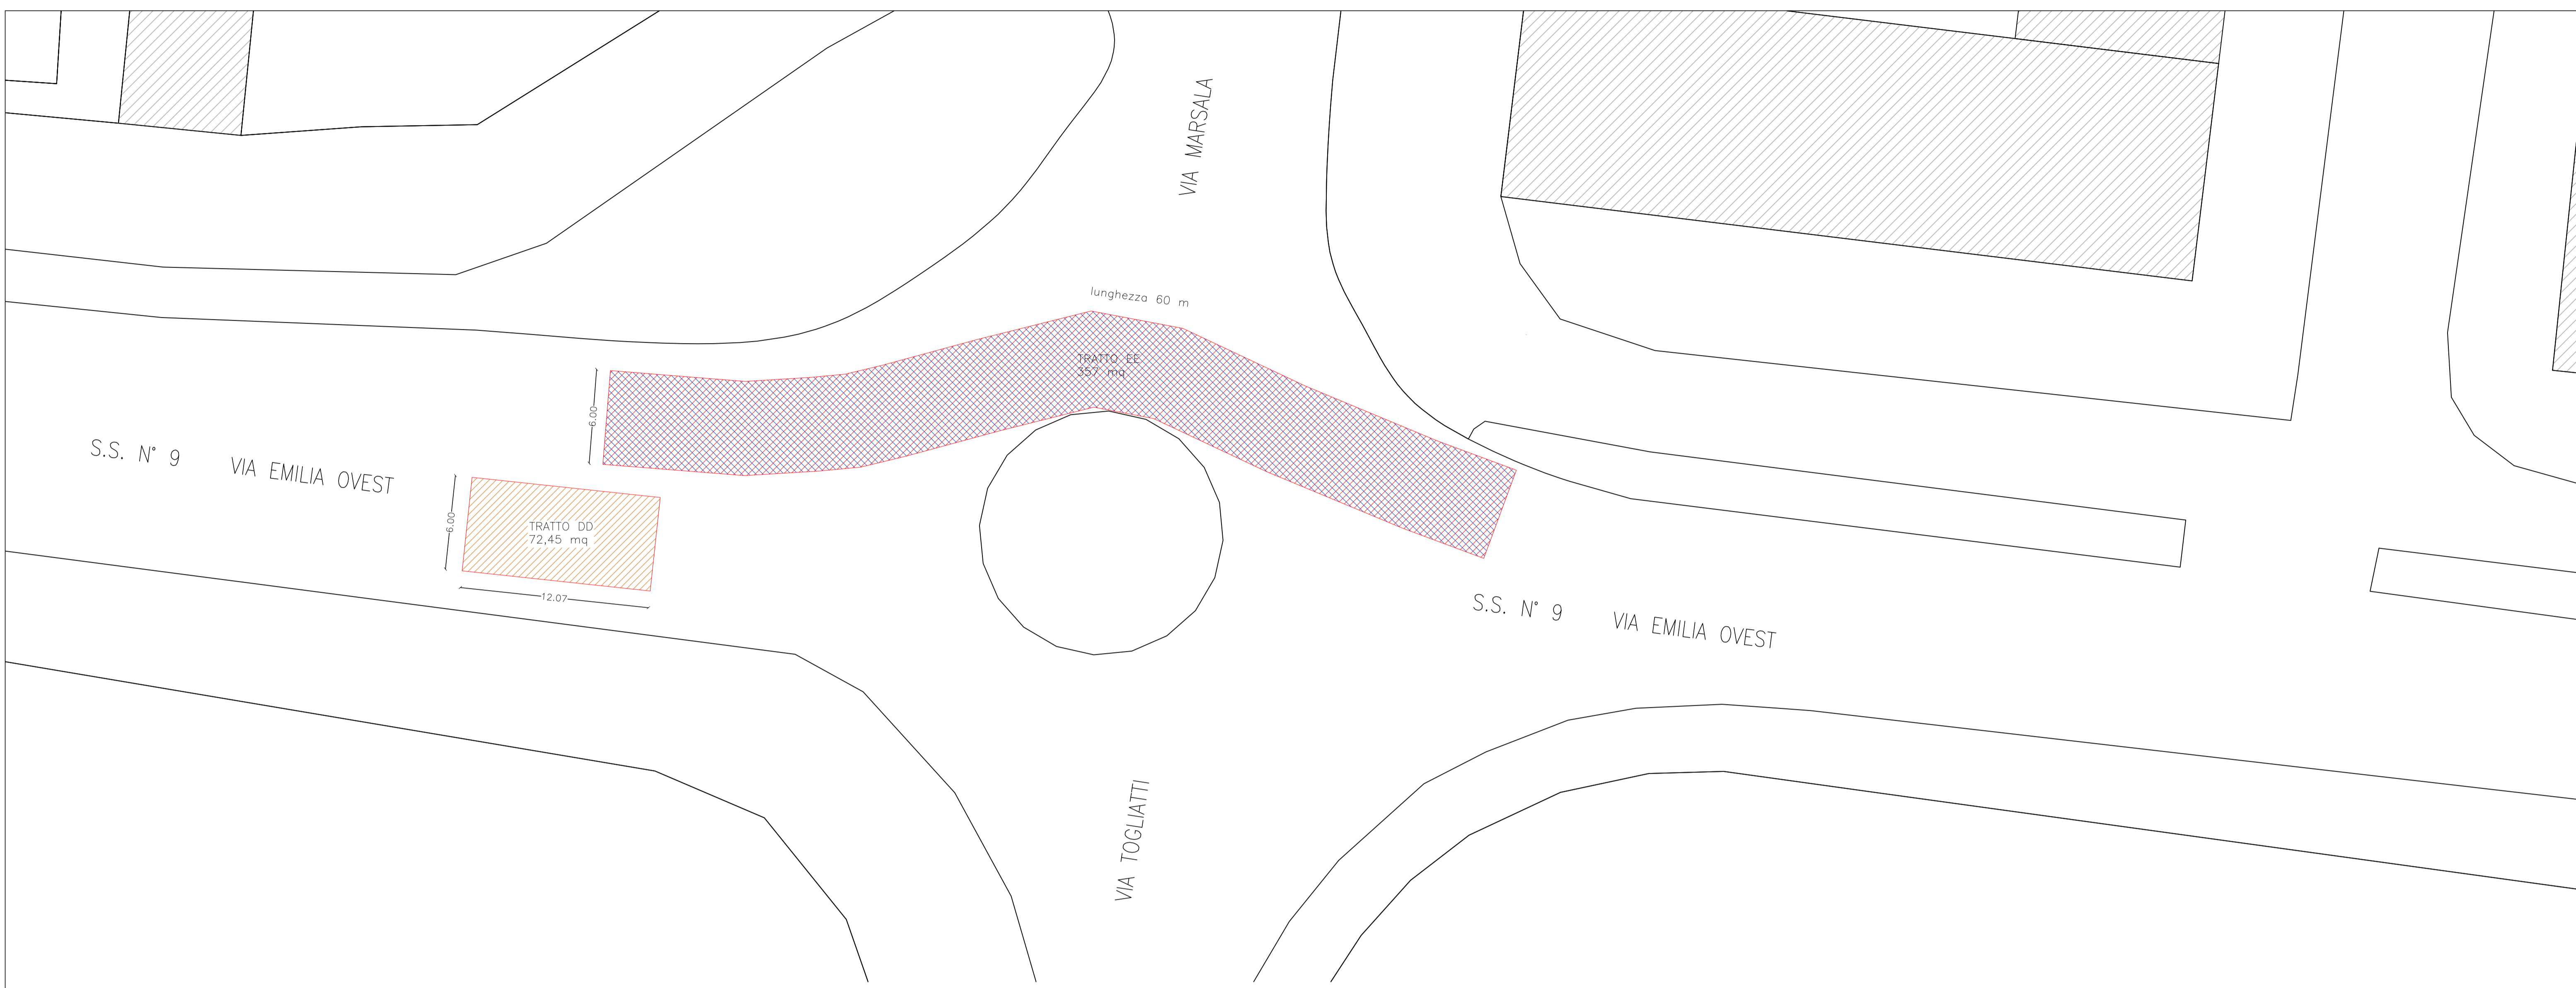 VIA MARSALA
lunghezza 60 m
TRATTO EE
357 mq
6.00
S.S. N° 9 VIA EMILIA OVEST
6.00
TRATTO DD
72,45 mq
12.07
S.S. N° 9 VIA EMILIA OVEST
VIA TOGLIATTI